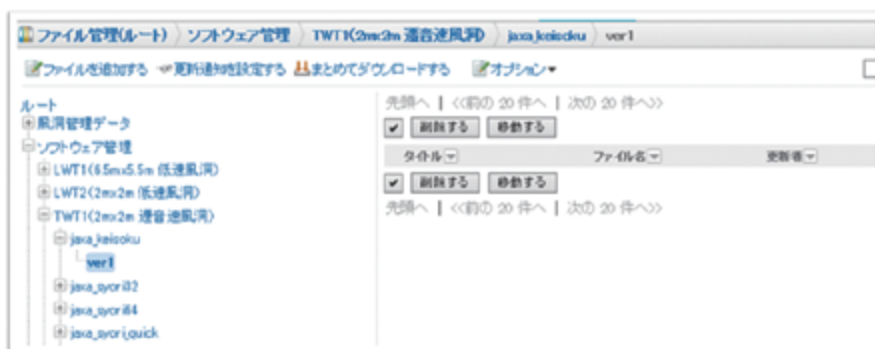 ファイル管理(ルート) 〉 ソフトウェア管理 〉 TWT1(2mx2m 遷音速風洞) 〉 jaxa_keisoku 〉 ver1
ファイルを追加する 更新通知を設定する まとめてダウンロードする オプション▼
ルート
風洞管理データ
ソフトウェア管理
LWT1(6.5mx5.5m 低速風洞)
LWT2(2mx2m 低速風洞)
TWT1(2mx2m 遷音速風洞)
jaxa_keisoku
ver1
jaxa_syori32
jaxa_syori64
jaxa_syori_quick
先頭へ | <<前の 20 件へ | 次の 20 件へ>>
削除する 移動する
タイトル ファイル名 更新者
削除する 移動する
先頭へ | <<前の 20 件へ | 次の 20 件へ>>